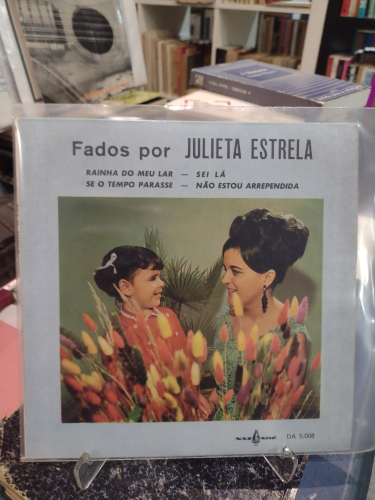 Fados por JULIETA ESTRELA
RAINHA DO MEU LAR — SEI LÁ
SE O TEMPO PARASSE — NÃO ESTOU ARREPENDIDA
DA 5.008